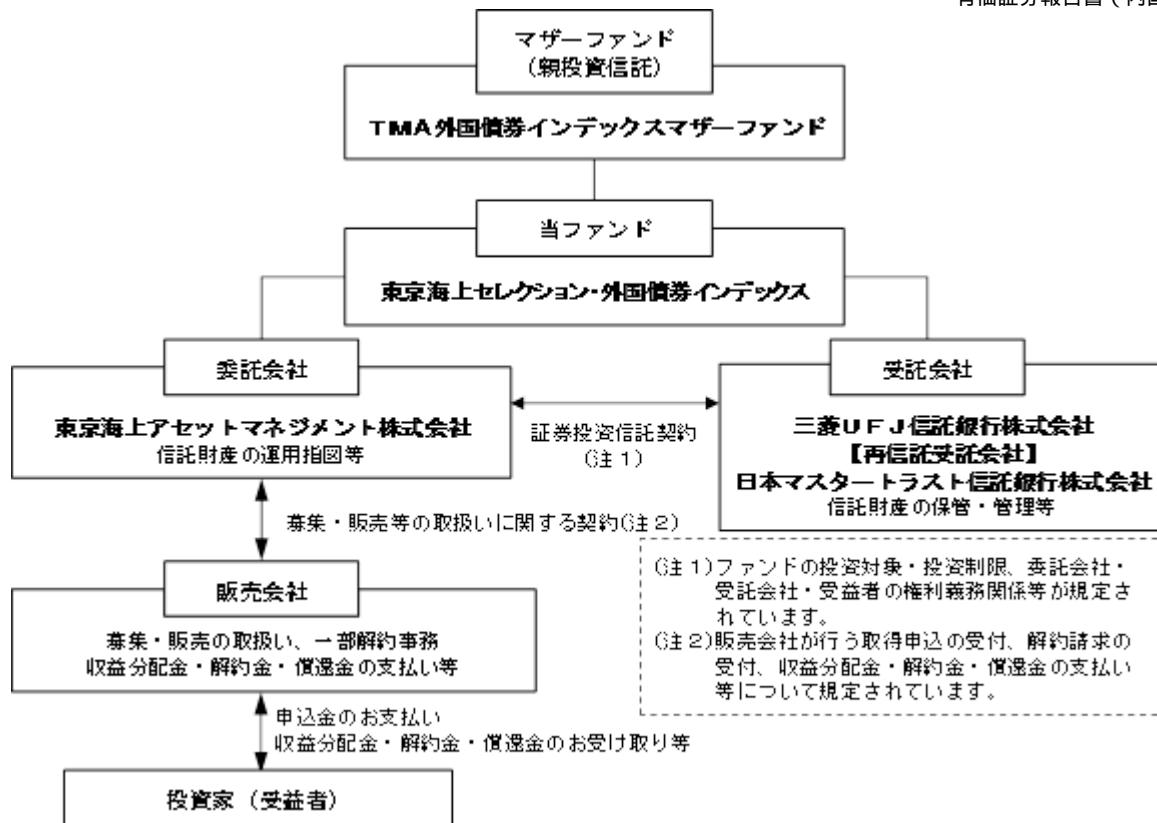 マザーファンド
(親投資信託)
TMA外国債券インデックスマザーファンド
当ファンド
東京海上セレクション・外国債券インデックス
委託会社
東京海上アセットマネジメント株式会社
信託財産の運用指図等
証券投資信託契約
(注1)
受託会社
三菱UFJ信託銀行株式会社
【再信託受託会社】
日本マスタートラスト信託銀行株式会社
信託財産の保管・管理等
募集・販売等の取扱いに関する契約(注2)
販売会社
募集・販売の取扱い、一部解約事務
収益分配金・解約金・償還金の支払い等
(注1)ファンドの投資対象・投資制限、委託会社・
受託会社・受益者の権利義務関係等が規定さ
れています。
(注2)販売会社が行う取得申込の受付、解約請求の
受付、収益分配金・解約金・償還金の支払い
等について規定されています。
申込金のお支払い
収益分配金・解約金・償還金のお受け取り等
投資家(受益者)